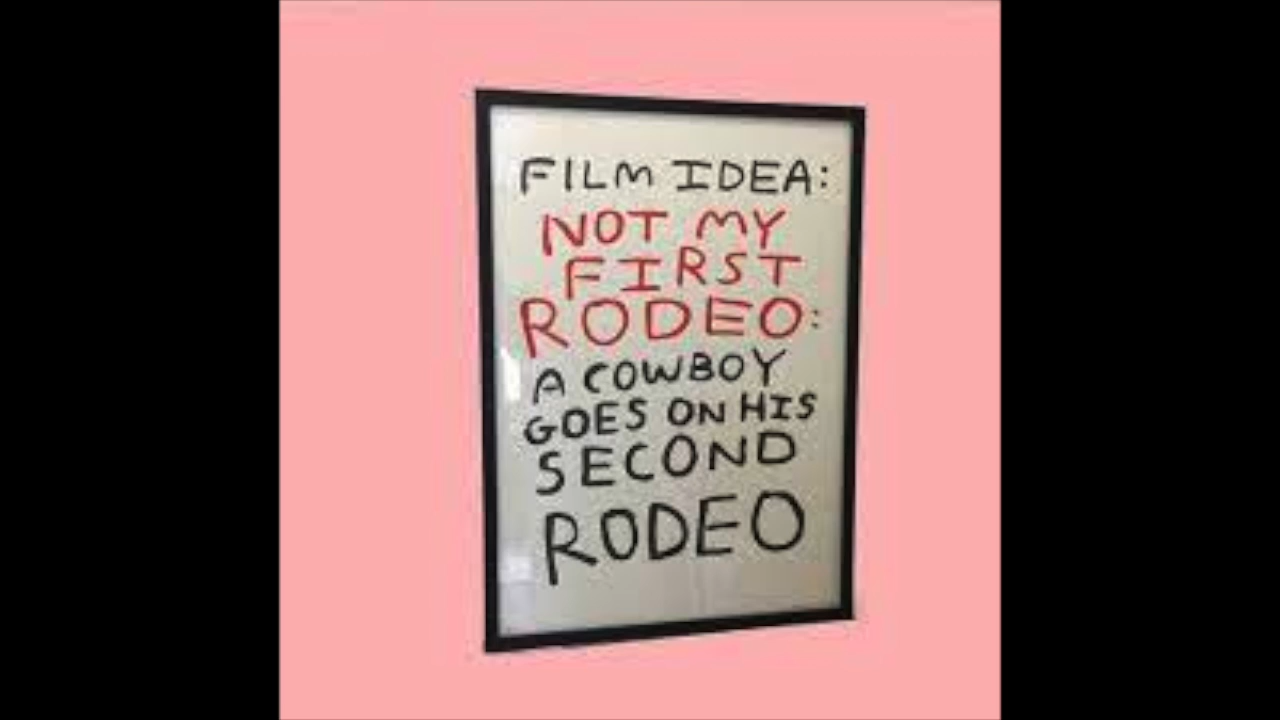 FILM IDEA:
NOT MY
FIRST
RODEO:
A COWBOY
GOES ON HIS
SECOND
RODEO